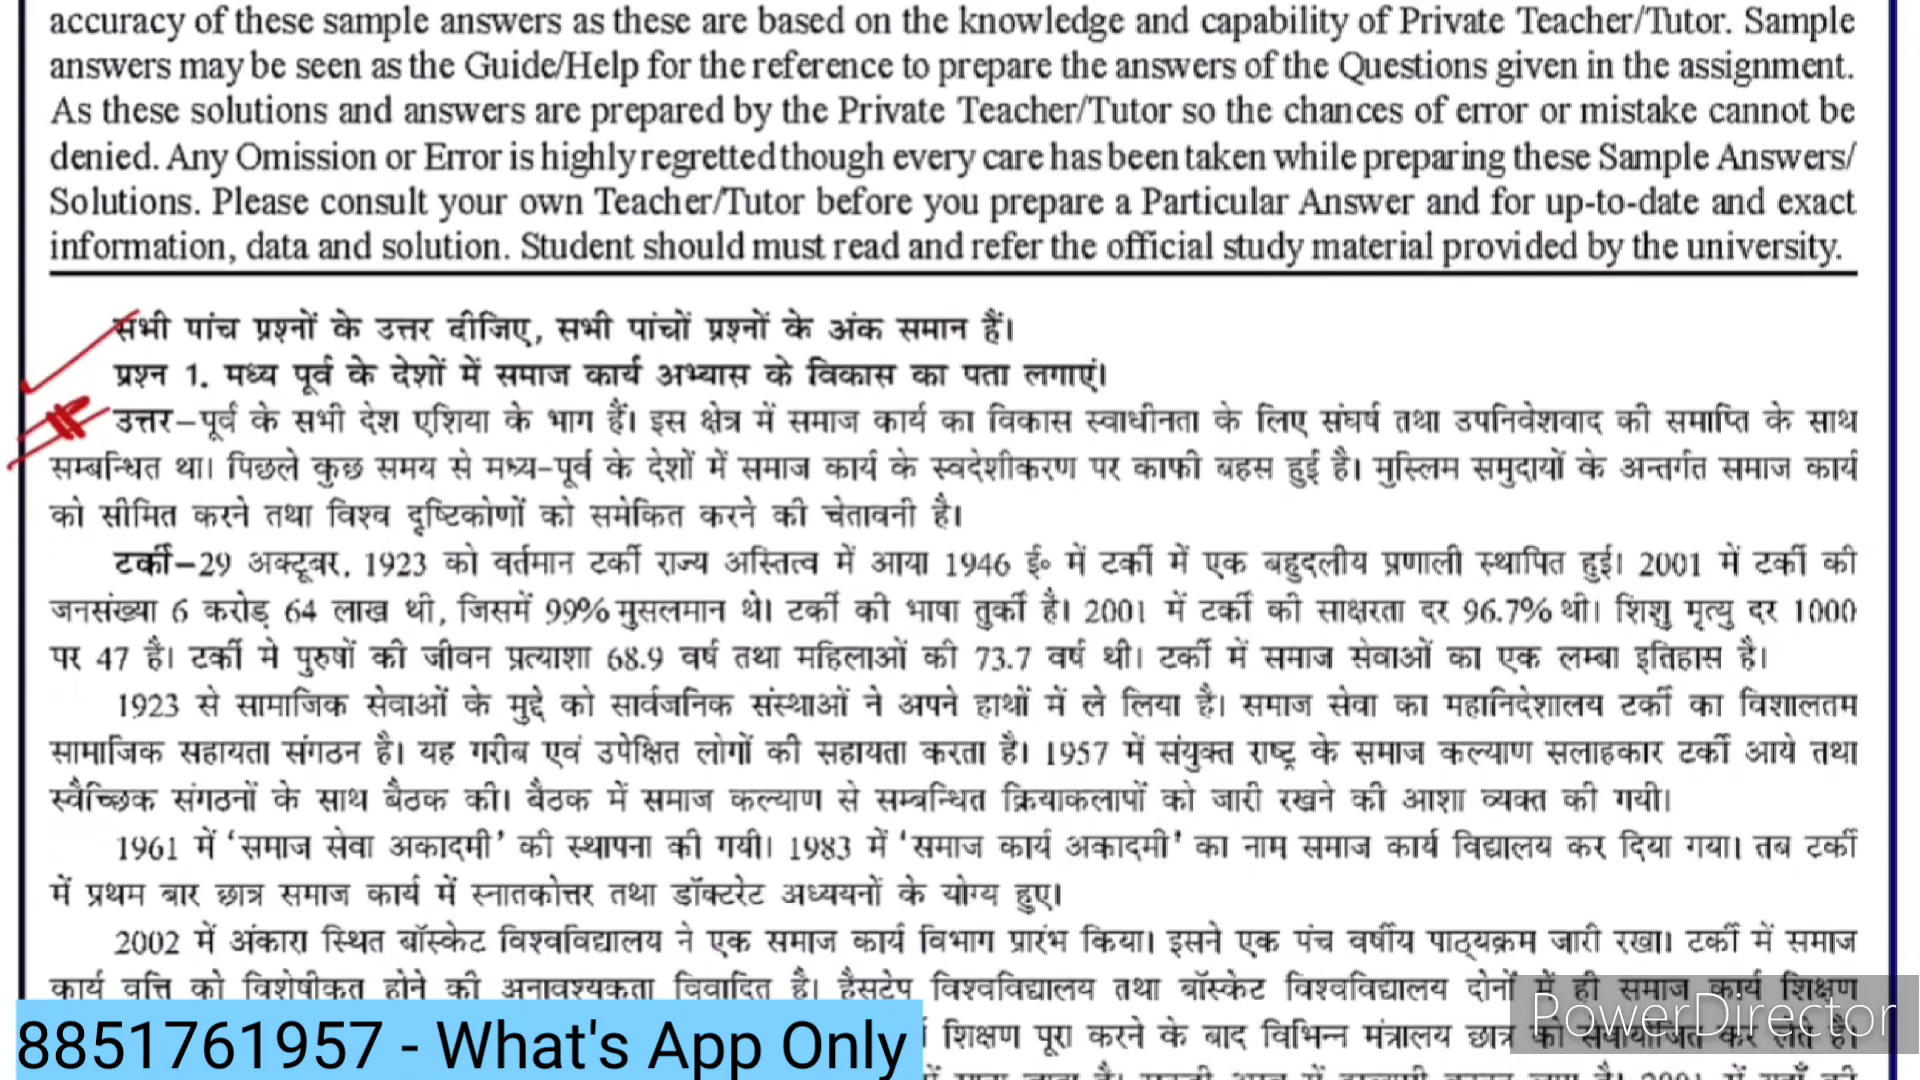 accuracy of these sample answers as these are based on the knowledge and capability of Private Teacher/Tutor. Sample
answers may be seen as the Guide/Help for the reference to prepare the answers of the Questions given in the assignment.
As these solutions and answers are prepared by the Private Teacher/Tutor so the chances of error or mistake cannot be
denied. Any Omission or Error is highly regretted though every care has been taken while preparing these Sample Answers/
Solutions. Please consult your own Teacher/Tutor before you prepare a Particular Answer and for up-to-date and exact
information, data and solution. Student should must read and refer the official study material provided by the university.
सभी पांच प्रश्नों के उत्तर दीजिए, सभी पांचों प्रश्नों के अंक समान हैं।
प्रश्न 1. मध्य पूर्व के देशों में समाज कार्य अभ्यास के विकास का पता लगाएं।
उत्तर–पूर्व के सभी देश एशिया के भाग हैं। इस क्षेत्र में समाज कार्य का विकास स्वाधीनता के लिए संघर्ष तथा उपनिवेशवाद की समाप्ति के साथ
सम्बन्धित था। पिछले कुछ समय से मध्य-पूर्व के देशों में समाज कार्य के स्वदेशीकरण पर काफी बहस हुई है। मुस्लिम समुदायों के अन्तर्गत समाज कार्य
को सीमित करने तथा विश्व दृष्टिकोणों को समेकित करने की चेतावनी है।
टर्की–29 अक्टूबर, 1923 को वर्तमान टर्की राज्य अस्तित्व में आया 1946 ई० में टर्की में एक बहुदलीय प्रणाली स्थापित हुई। 2001 में टर्की की
जनसंख्या 6 करोड़ 64 लाख थी, जिसमें 99% मुसलमान थे। टर्की की भाषा तुर्की है। 2001 में टर्की की साक्षरता दर 96.7% थी। शिशु मृत्यु दर 1000
पर 47 है। टर्की मे पुरुषों की जीवन प्रत्याशा 68.9 वर्ष तथा महिलाओं की 73.7 वर्ष थी। टर्की में समाज सेवाओं का एक लम्बा इतिहास है।
1923 से सामाजिक सेवाओं के मुद्दे को सार्वजनिक संस्थाओं ने अपने हाथों में ले लिया है। समाज सेवा का महानिदेशालय टर्की का विशालतम
सामाजिक सहायता संगठन है। यह गरीब एवं उपेक्षित लोगों की सहायता करता है। 1957 में संयुक्त राष्ट्र के समाज कल्याण सलाहकार टर्की आये तथा
स्वैच्छिक संगठनों के साथ बैठक की। बैठक में समाज कल्याण से सम्बन्धित क्रियाकलापों को जारी रखने की आशा व्यक्त की गयी।
1961 में ‘समाज सेवा अकादमी’ की स्थापना की गयी। 1983 में ‘समाज कार्य अकादमी’ का नाम समाज कार्य विद्यालय कर दिया गया। तब टर्की
में प्रथम बार छात्र समाज कार्य में स्नातकोत्तर तथा डॉक्टरेट अध्ययनों के योग्य हुए।
2002 में अंकारा स्थित बॉस्केट विश्वविद्यालय ने एक समाज कार्य विभाग प्रारंभ किया। इसने एक पंच वर्षीय पाठ्यक्रम जारी रखा। टर्की में समाज
कार्य वृत्ति को विशेषीकृत होने की अनावश्यकता विवादित है। हैसटेप विश्वविद्यालय तथा बॉस्केट विश्वविद्यालय दोनों में ही समाज कार्य शिक्षण
शिक्षण पूरा करने के बाद विभिन्न मंत्रालय छात्र को
PowerDirector
8851761957 - What's App Only